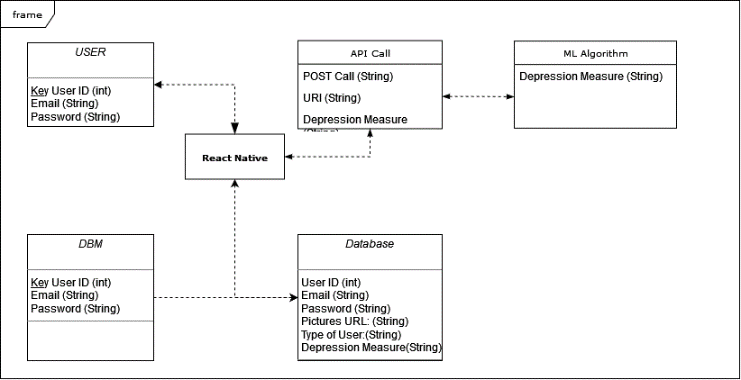 frame
USER
Key User ID (int)
Email (String)
Password (String)
API Call
POST Call (String)
URI (String)
Depression Measure
(String)
ML Algorithm
Depression Measure (String)
React Native
DBM
Key User ID (int)
Email (String)
Password (String)
Database
User ID (int)
Email (String)
Password (String)
Pictures URL: (String)
Type of User:(String)
Depression Measure(String)